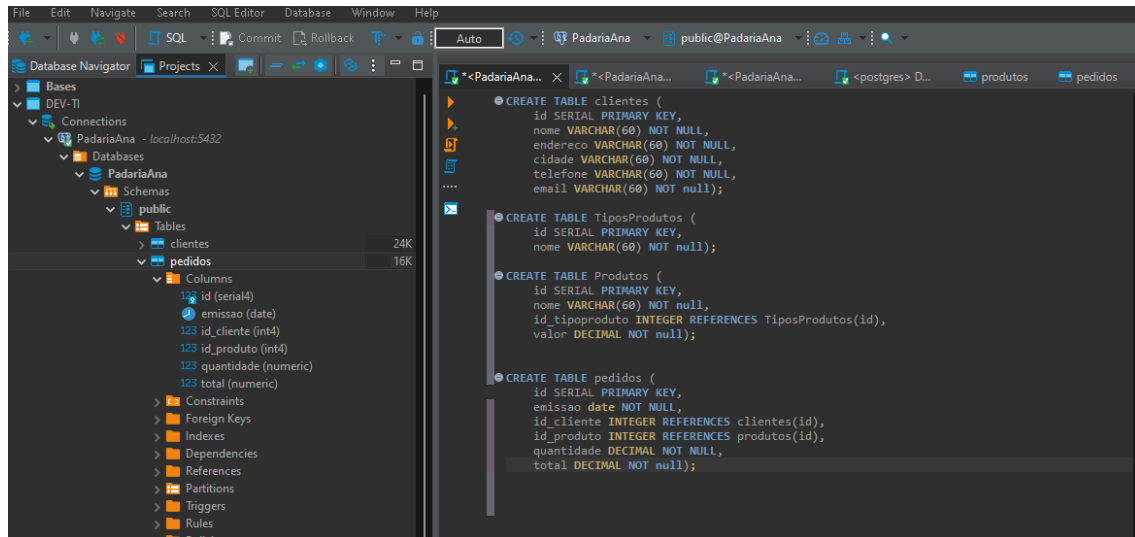 File Edit Navigate Search SQL Editor Database Window Help
SQL Commit Rollback Auto PadariaAna public@PadariaAna
Database Navigator Projects
Bases
DEV-TI
Connections
PadariaAna - localhost:5432
Databases
PadariaAna
Schemas
public
Tables
clientes 24K
pedidos 16K
Columns
123 id (serial4)
emissao (date)
123 id_cliente (int4)
123 id_produto (int4)
123 quantidade (numeric)
123 total (numeric)
Constraints
Foreign Keys
Indexes
Dependencies
References
Partitions
Triggers
Rules
*<PadariaAna... *<PadariaAna... *<PadariaAna... <postgres> D... produtos pedidos
CREATE TABLE clientes (
id SERIAL PRIMARY KEY,
nome VARCHAR(60) NOT NULL,
endereco VARCHAR(60) NOT NULL,
cidade VARCHAR(60) NOT NULL,
telefone VARCHAR(60) NOT NULL,
email VARCHAR(60) NOT null);
CREATE TABLE TiposProdutos (
id SERIAL PRIMARY KEY,
nome VARCHAR(60) NOT null);
CREATE TABLE Produtos (
id SERIAL PRIMARY KEY,
nome VARCHAR(60) NOT null,
id_tipoproduto INTEGER REFERENCES TiposProdutos(id),
valor DECIMAL NOT null);
CREATE TABLE pedidos (
id SERIAL PRIMARY KEY,
emissao date NOT NULL,
id_cliente INTEGER REFERENCES clientes(id),
id_produto INTEGER REFERENCES produtos(id),
quantidade DECIMAL NOT NULL,
total DECIMAL NOT null);